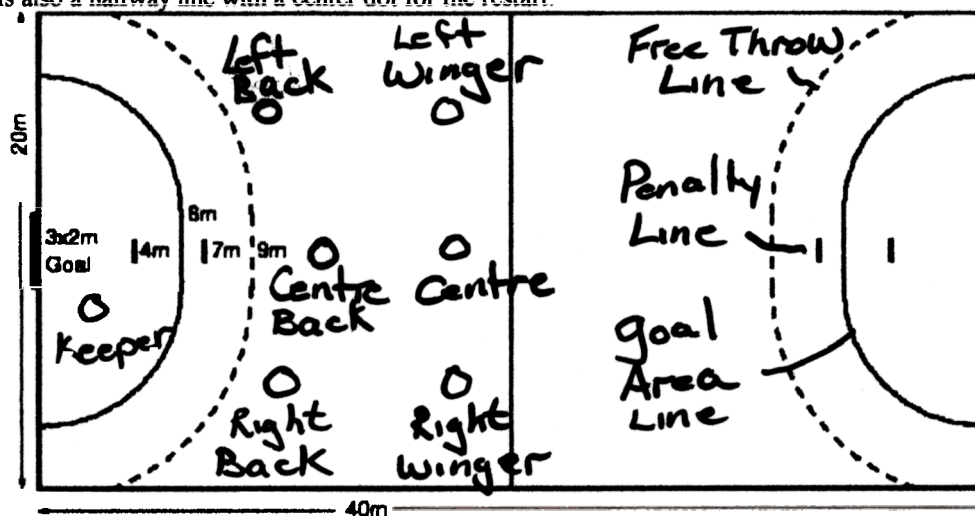 is also a halfway line with a center dot for the restart.
Left
Back
Left
Winger
Free Throw
Line
20m
6m
3x2m
Goal
4m
7m
9m
Penalty
Line
Keeper
Centre
Back
Centre
Goal
Area
Line
Right
Back
Right
Winger
40m